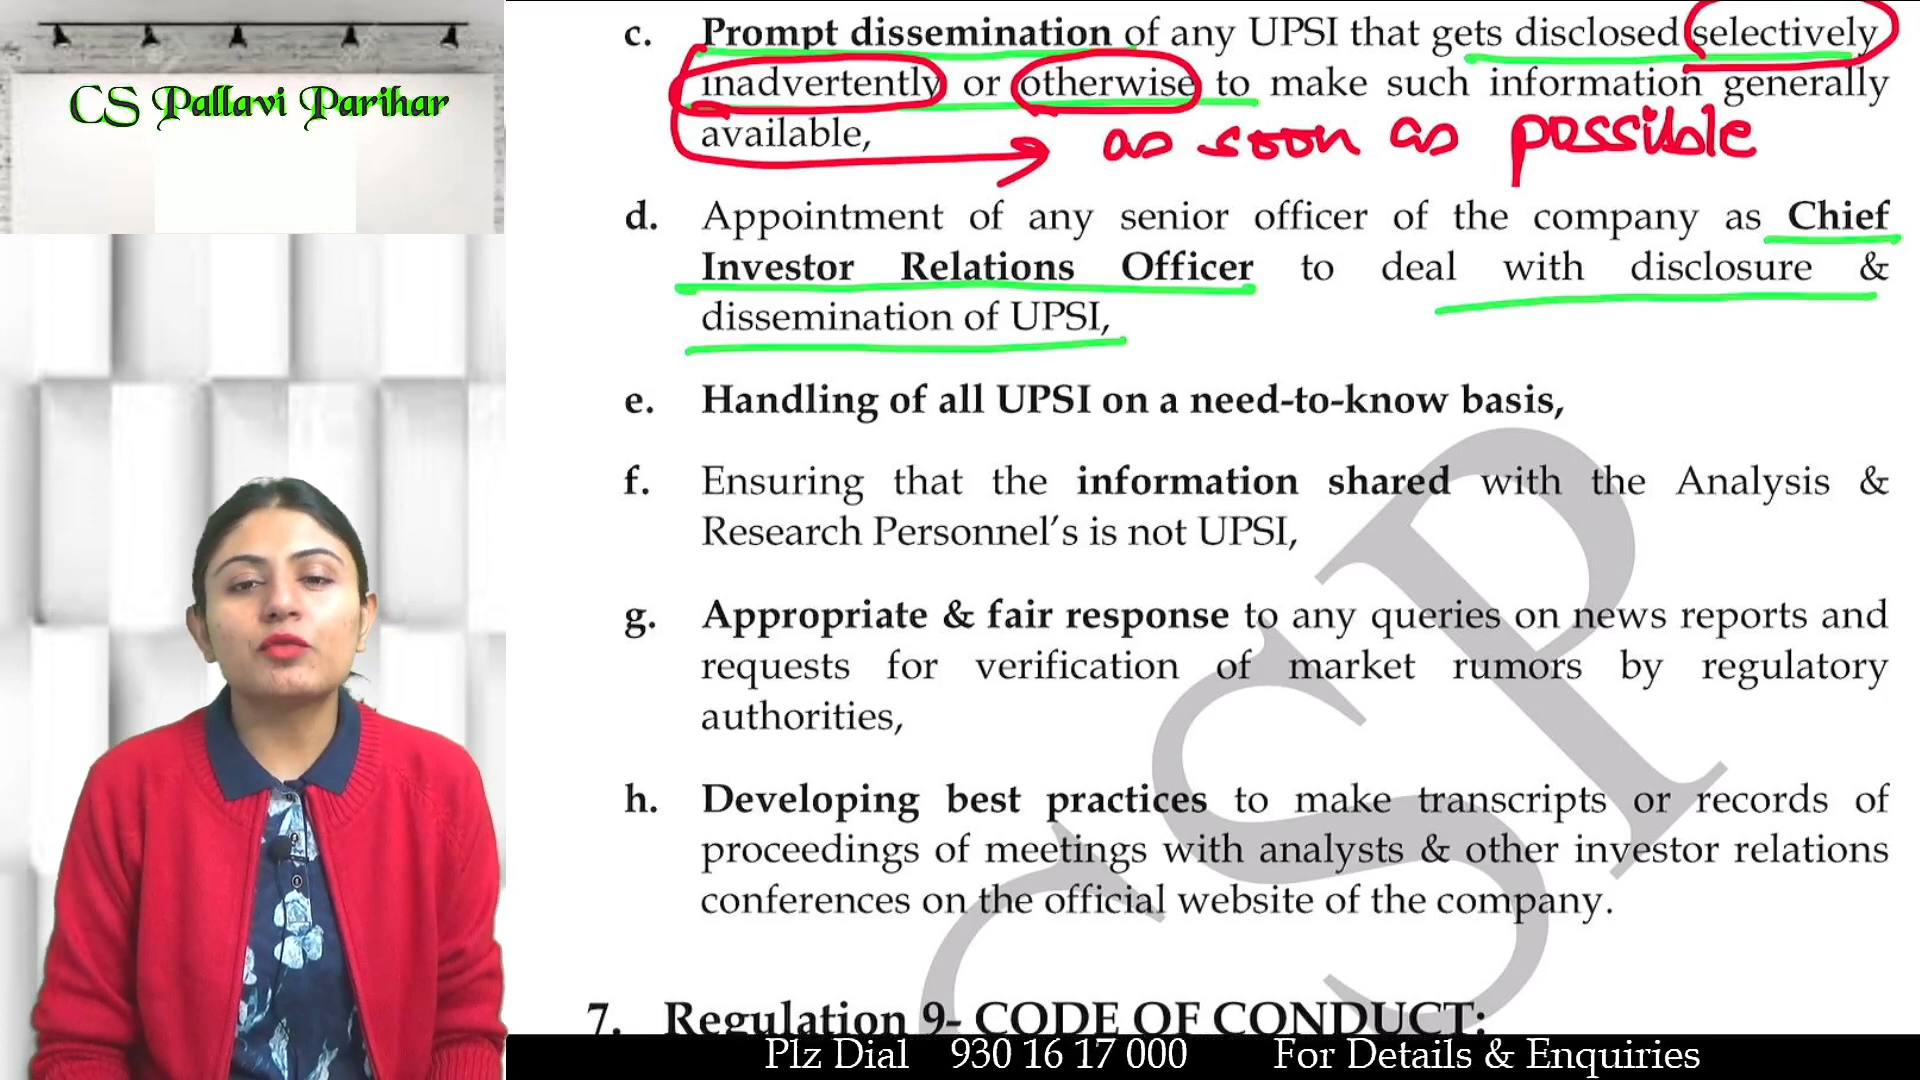 CS Pallavi Parihar
c. Prompt dissemination of any UPSI that gets disclosed selectively
inadvertently or otherwise to make such information generally
available,
as soon as possible
d. Appointment of any senior officer of the company as Chief
Investor Relations Officer to deal with disclosure &
dissemination of UPSI,
e. Handling of all UPSI on a need-to-know basis,
f. Ensuring that the information shared with the Analysis &
Research Personnel's is not UPSI,
g. Appropriate & fair response to any queries on news reports and
requests for verification of market rumors by regulatory
authorities,
h. Developing best practices to make transcripts or records of
proceedings of meetings with analysts & other investor relations
conferences on the official website of the company.
CSP
7. Regulation 9- CODE OF CONDUCT:
Plz Dial 930 16 17 000 For Details & Enquiries